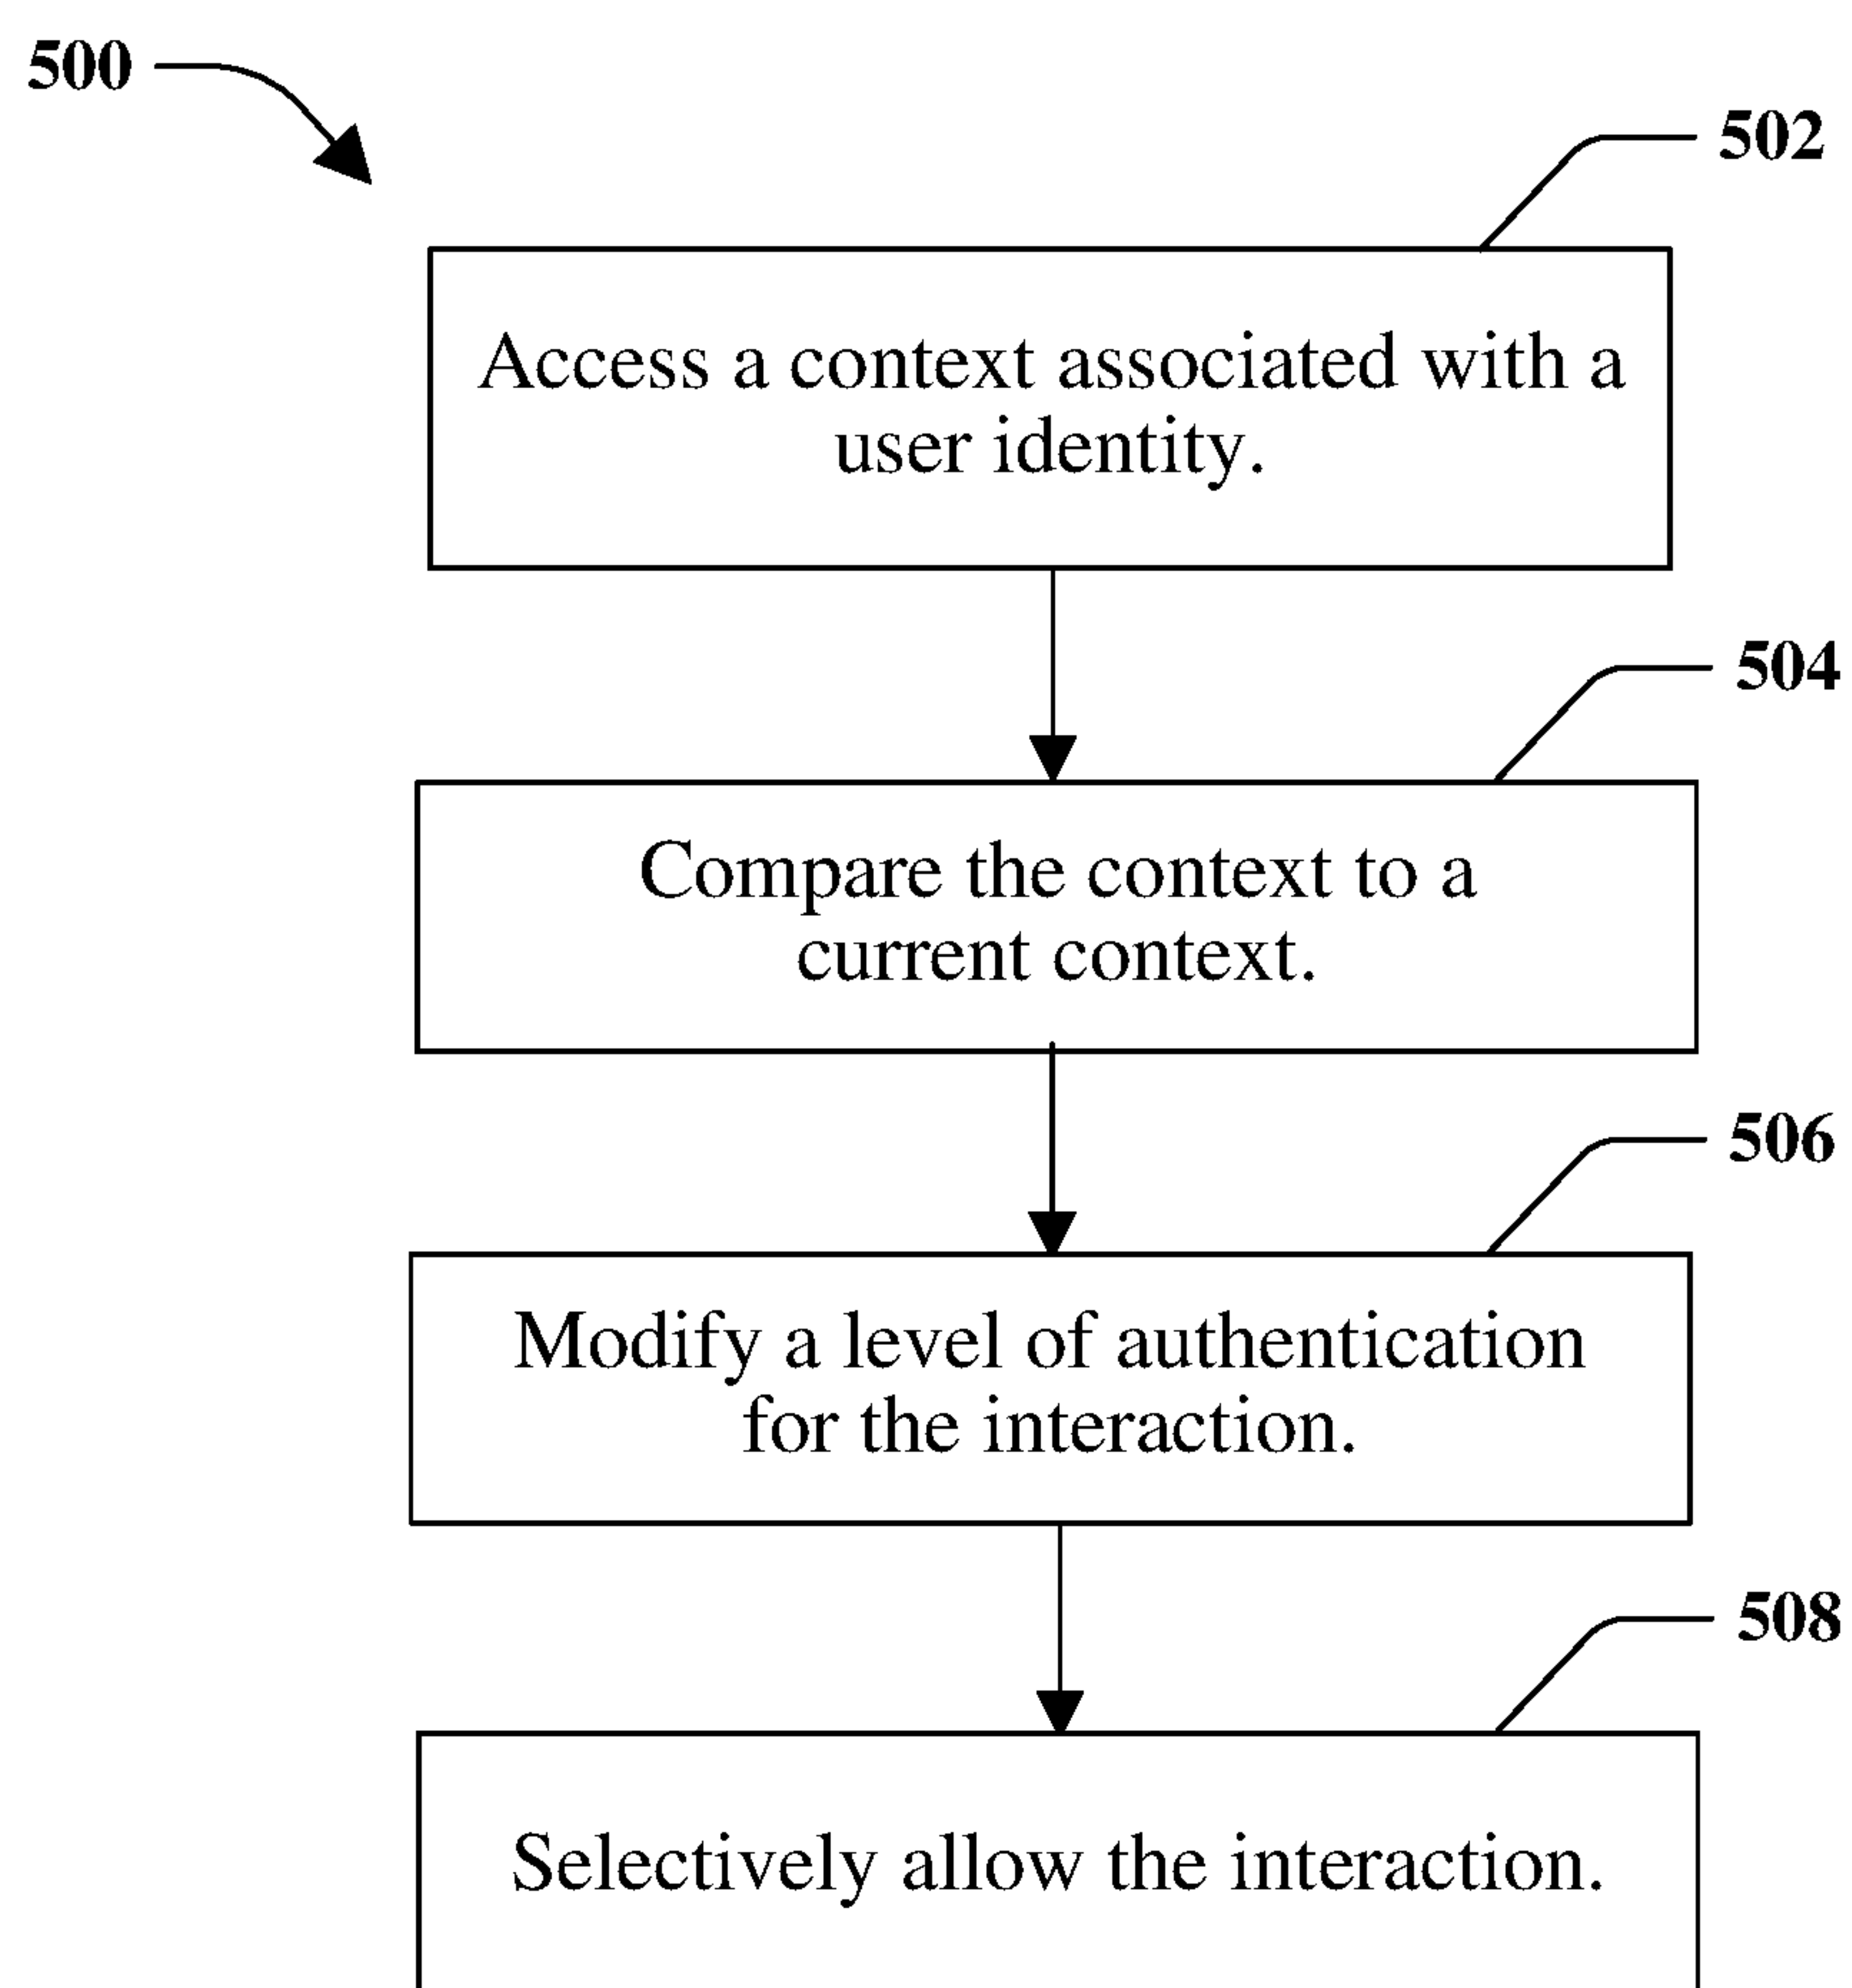 500
502
Access a context associated with a
user identity.
504
Compare the context to a
current context.
506
Modify a level of authentication
for the interaction.
508
Selectively allow the interaction.